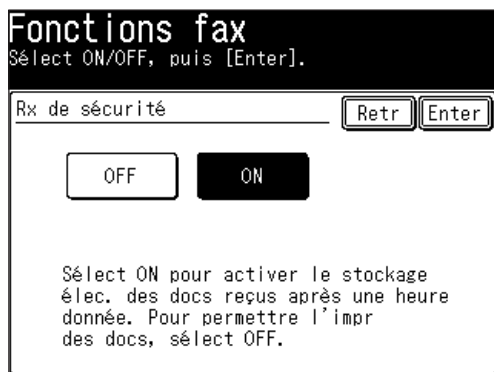 Fonctions fax
Sélect ON/OFF, puis [Enter].
Rx de sécurité
Retr
Enter
OFF
ON
Sélect ON pour activer le stockage
élec. des docs reçus après une heure
donnée. Pour permettre l'impr
des docs, sélect OFF.